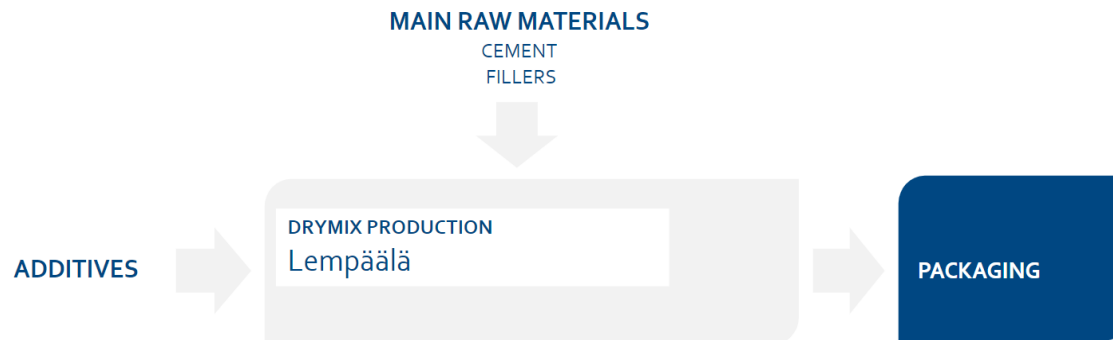 MAIN RAW MATERIALS
CEMENT
FILLERS
DRYMIX PRODUCTION
Lempäälä
ADDITIVES
PACKAGING